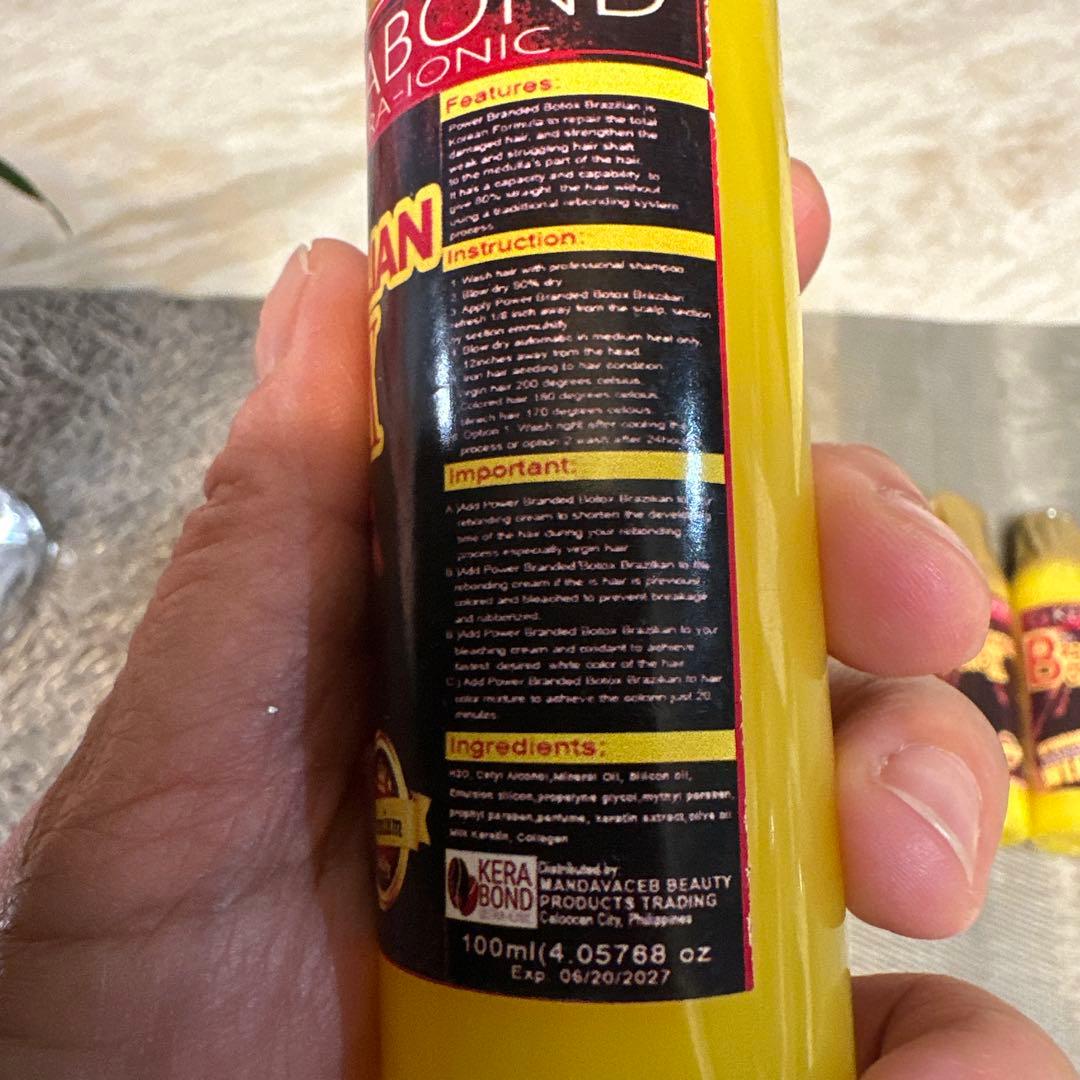 ABOND
RA-IONIC
Features:
Power Branded Botox Brazilian is
Korean Formula to repair the total
damaged hair, and strengthen the
weak and struggling hair shaft
to the medulla's part of the hair.
It has a capacity and capability to
give 80% straight the hair without
using a traditional rebonding system
process.
IAN
Instruction:
1 Wash hair with professional shampoo
2 Blow dry 90% dry
3 Apply Power Branded Botox Brazilian
refresh 1/8 inch away from the scalp, section
by section emmulsify
Blow dry automatic in medium heat only
12inches away from the head.
Iron hair aeeding to hair condition
Virgin hair 200 degrees celsius.
Colored hair 180 degrees celsius
bleach hair 170 degrees celsius
Option 1. Wash right after cooling the
process or option 2 wash after 24hou
Important:
A )Add Power Branded Botox Brazilian to your
rebonding cream to shorten the developing
time of the hair during your rebonding
process especially vegin hair
B )Add Power Branded Botox Brazilian to the
rebonding cream if the is hair is previousl
colored and bleached to prevent breakage
and rubberized.
B )Add Power Branded Botox Brazilian to your
bleaching cream and oxidant to achieve
fastest desired white color of the hair
C ) Add Power Branded Botox Brazilian to hair
color mixture to achieve the colorin just 20
minutes
Ingredients:
H2O, Cetyl Alcohol,Mineral Oil, Silicon oil,
Emulsion silicon,propelyne glycol,mythyl paraben,
prophyl paraben,perfume, keratin extract,olive oil
Milk Keratin, Collagen
KERA
BOND
Distributed by
MANDAVACEB BEAUTY
PRODUCTS TRADING
Caloocan City, Philippines
100ml(4.05768 oz
Exp. 06/20/2027
B